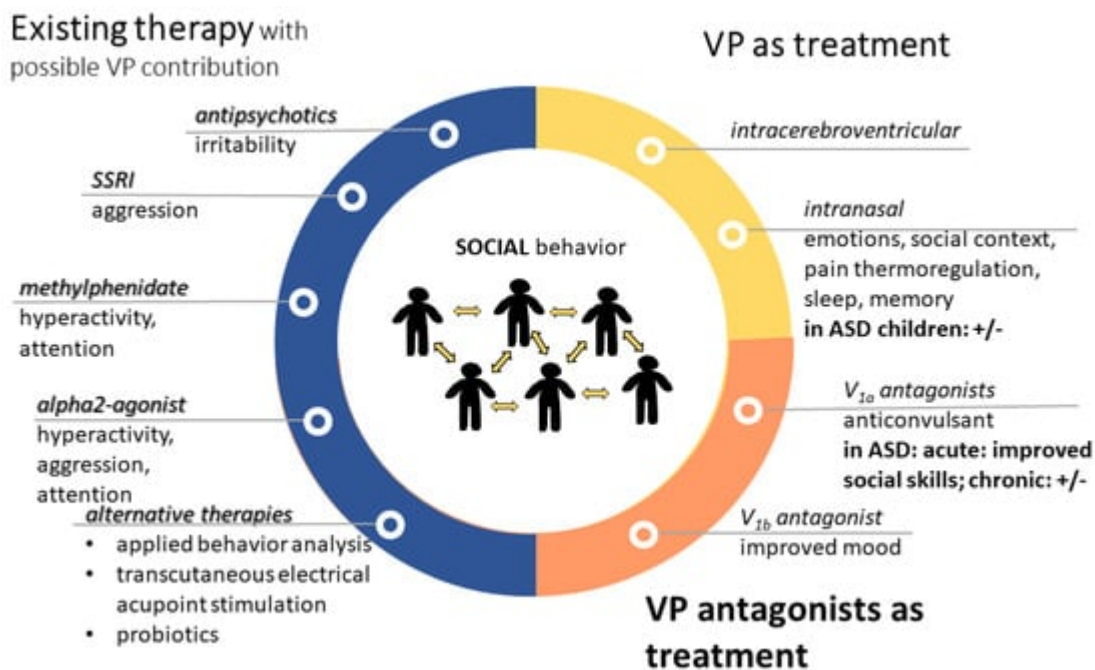 Existing therapy with
possible VP contribution
antipsychotics
irritability
SSRI
aggression
methylphenidate
hyperactivity,
attention
alpha2-agonist
hyperactivity,
aggression,
attention
alternative therapies
• applied behavior analysis
• transcutaneous electrical
acupoint stimulation
• probiotics
SOCIAL behavior
VP as treatment
intracerebroventricular
intranasal
emotions, social context,
pain thermoregulation,
sleep, memory
in ASD children: +/-
V1a antagonists
anticonvulsant
in ASD: acute: improved
social skills; chronic: +/-
V1b antagonist
improved mood
VP antagonists as
treatment